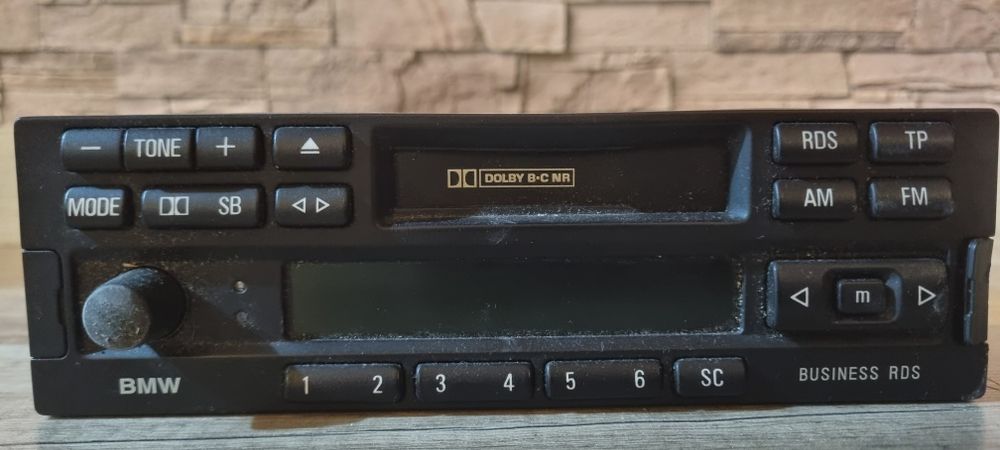 − TONE +
RDS TP
DOLBY B•C NR
MODE SB
AM FM
m
BMW
1 2 3 4 5 6 SC
BUSINESS RDS